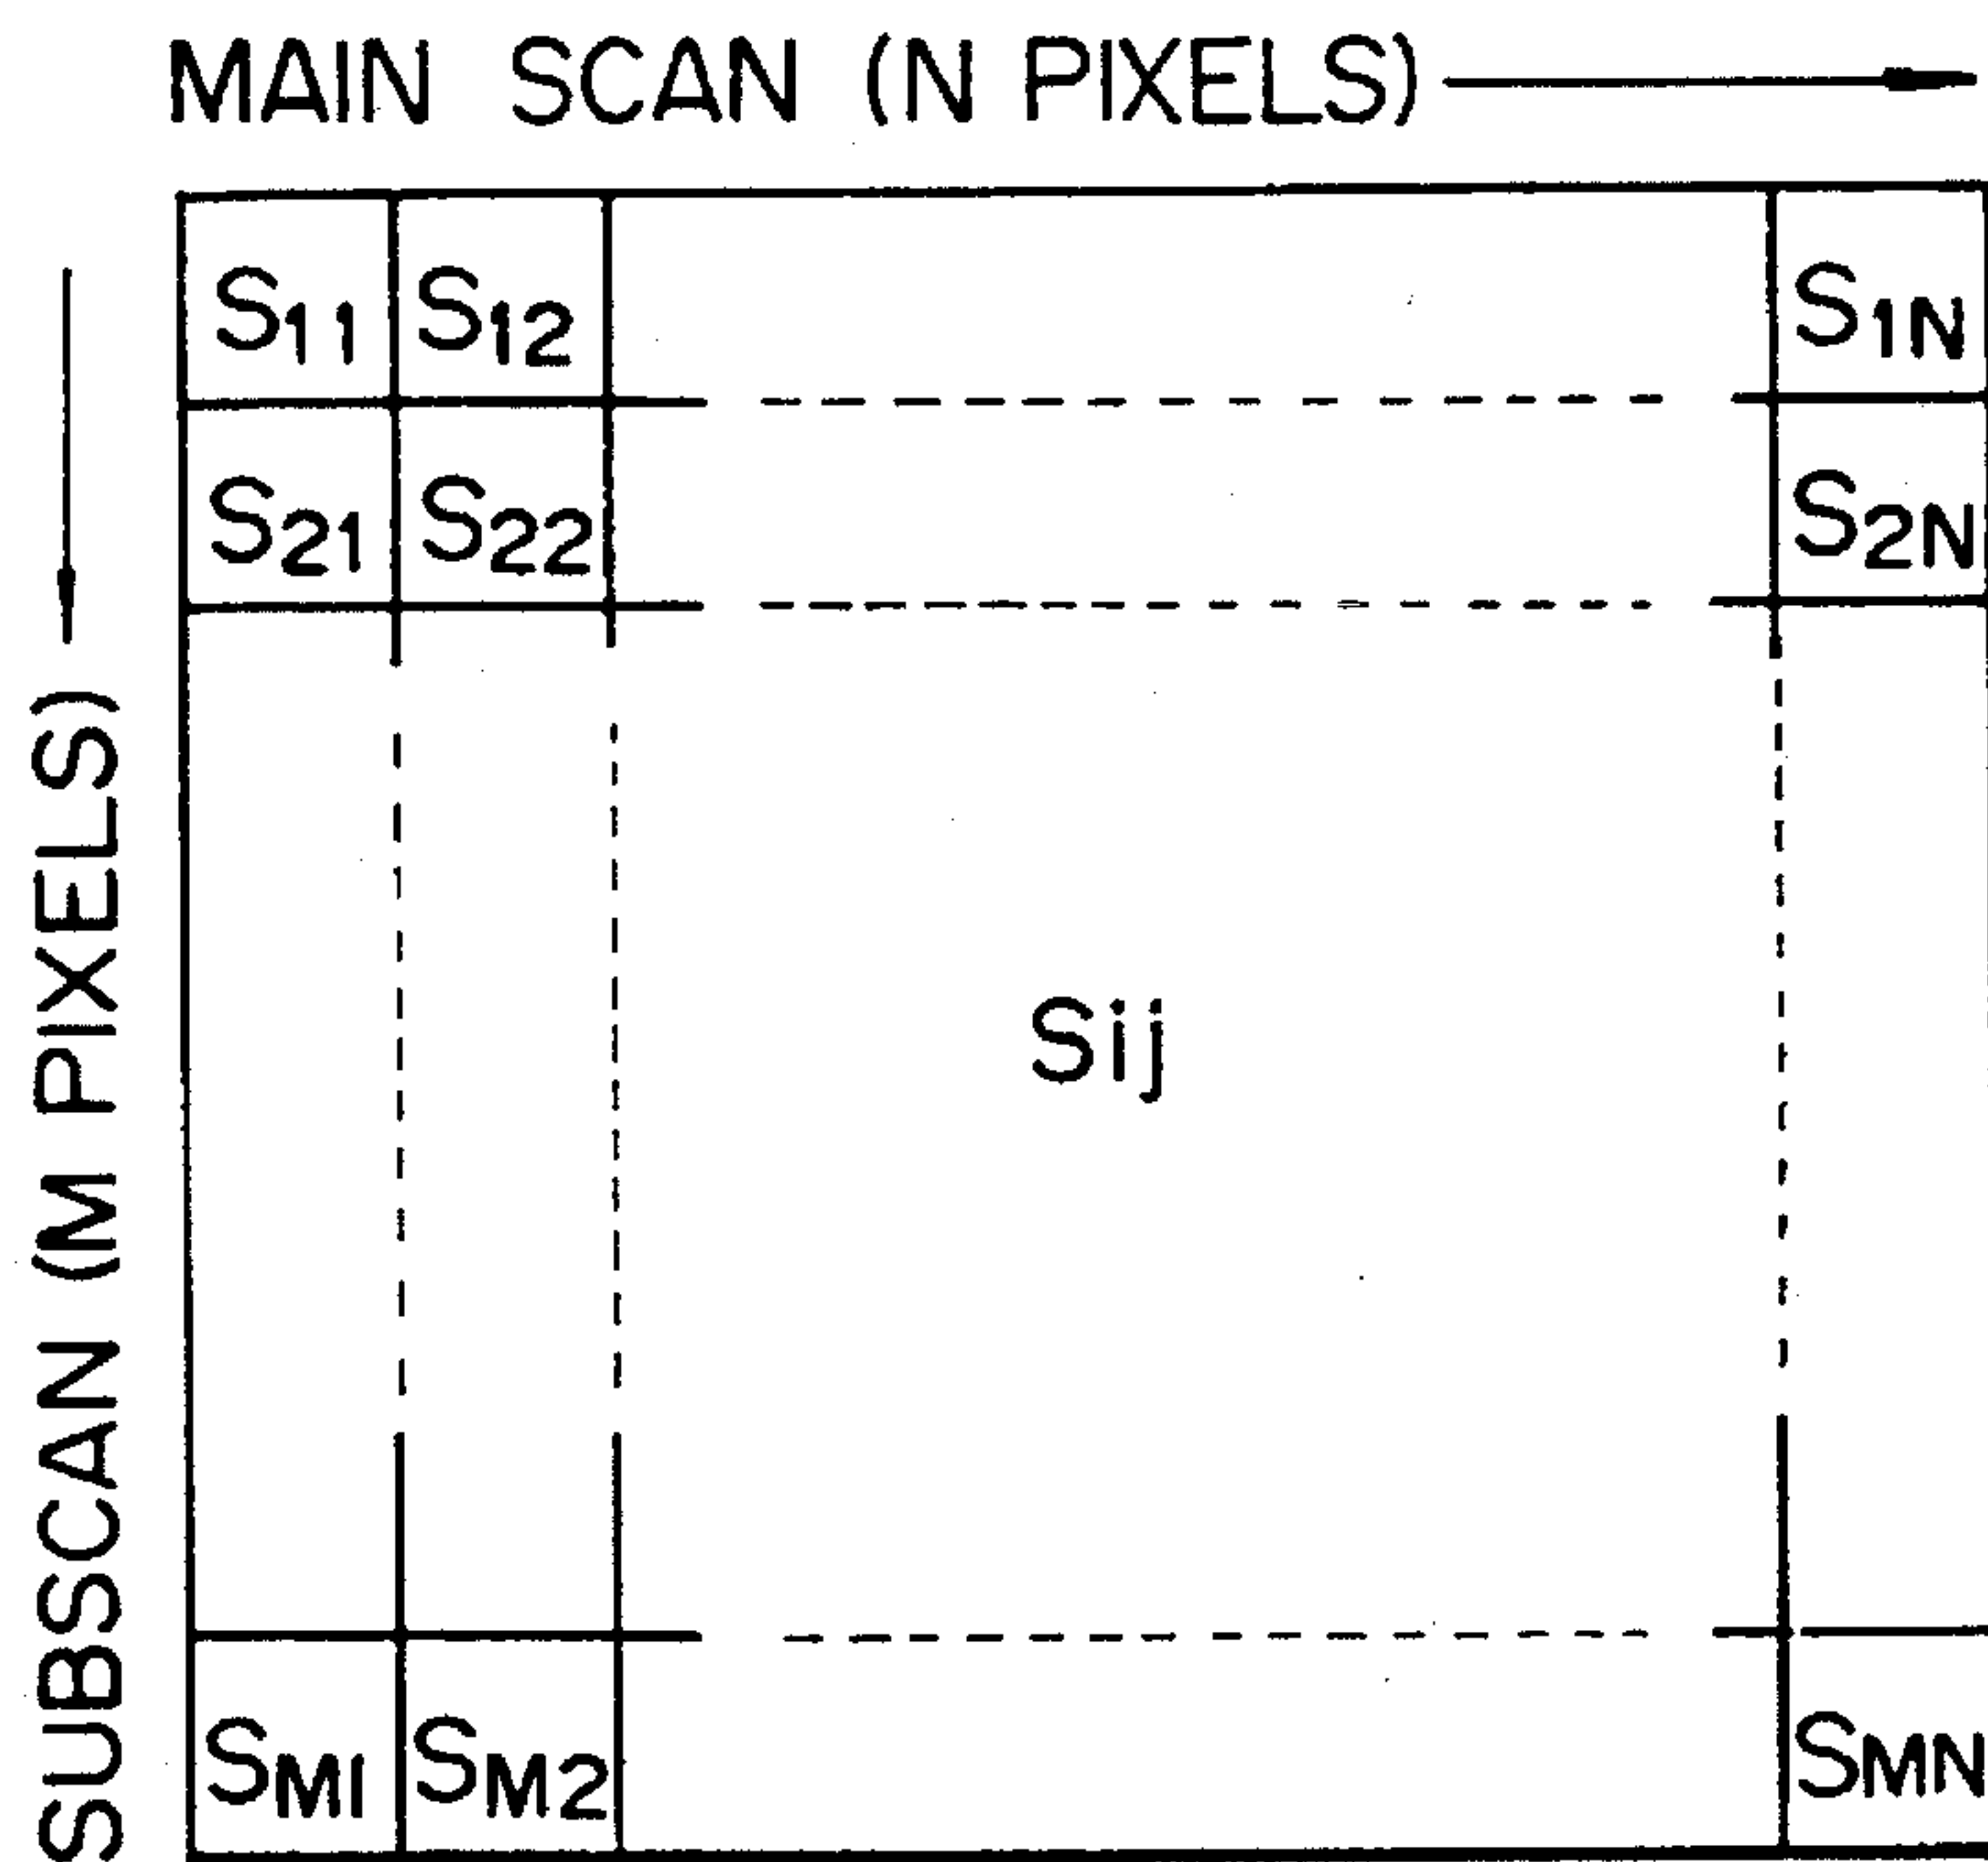 MAIN SCAN (N PIXELS)
SUBSCAN (M PIXELS)
S11 S12 S1N
S21 S22 S2N
Sij
SM1 SM2 SMN